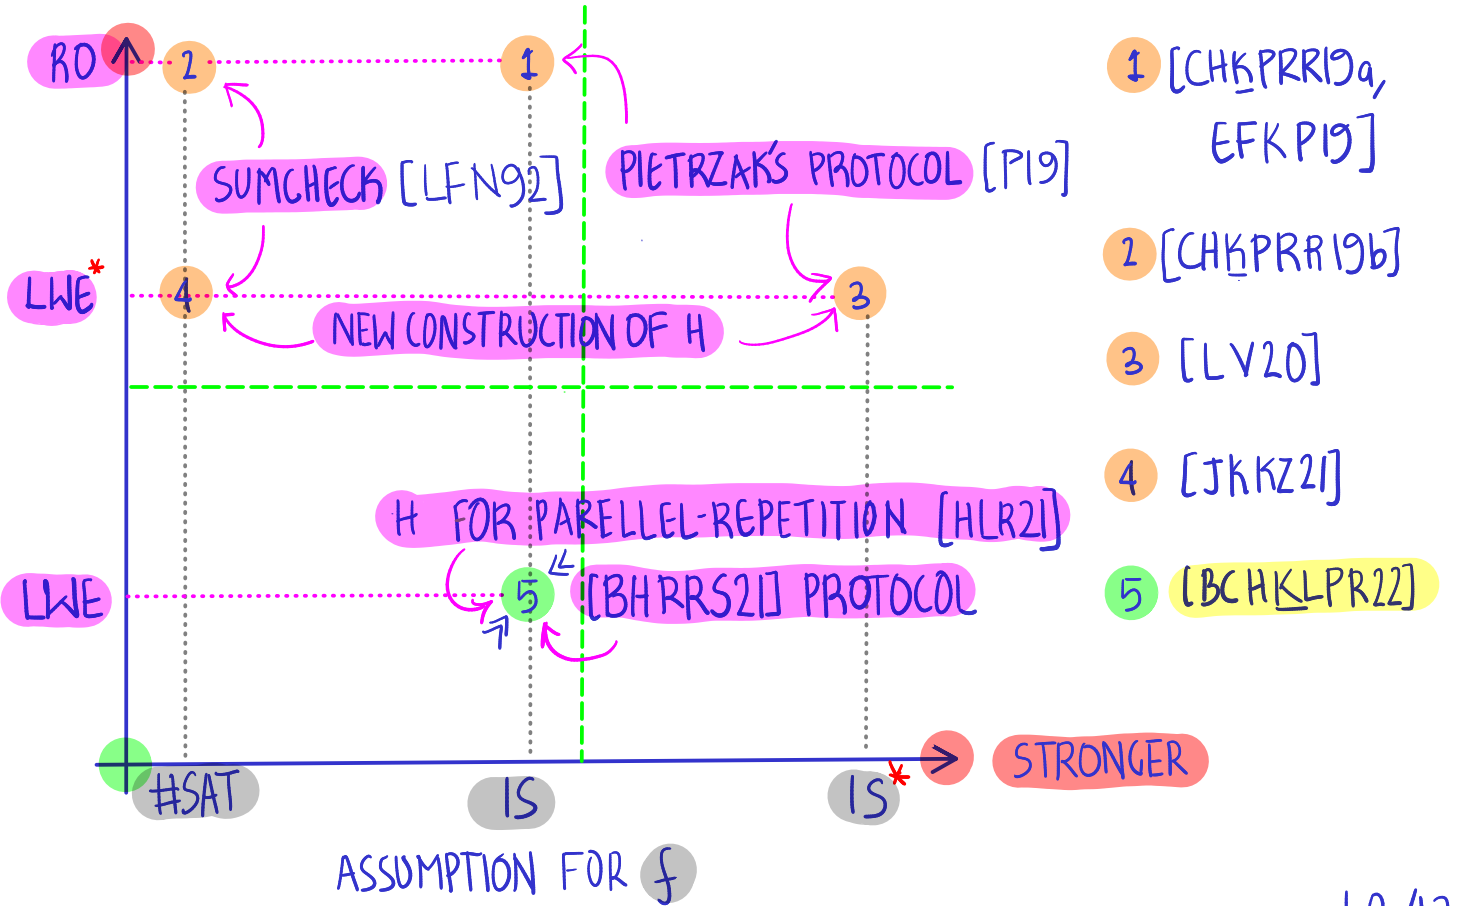 RO
2
1
1 [CHKPRR19a,
EFKP19]
SUMCHECK [LFN92]
PIETRZAK'S PROTOCOL [P19]
2 [CHKPRR19b]
LWE*
4
3
NEW CONSTRUCTION OF H
3 [LV20]
4 [JKKZ21]
H FOR PARELLEL-REPETITION [HLR21]
LWE
5
[BHRRS21] PROTOCOL
5 [BCHKLPR22]
STRONGER
#SAT
IS
IS*
ASSUMPTION FOR f